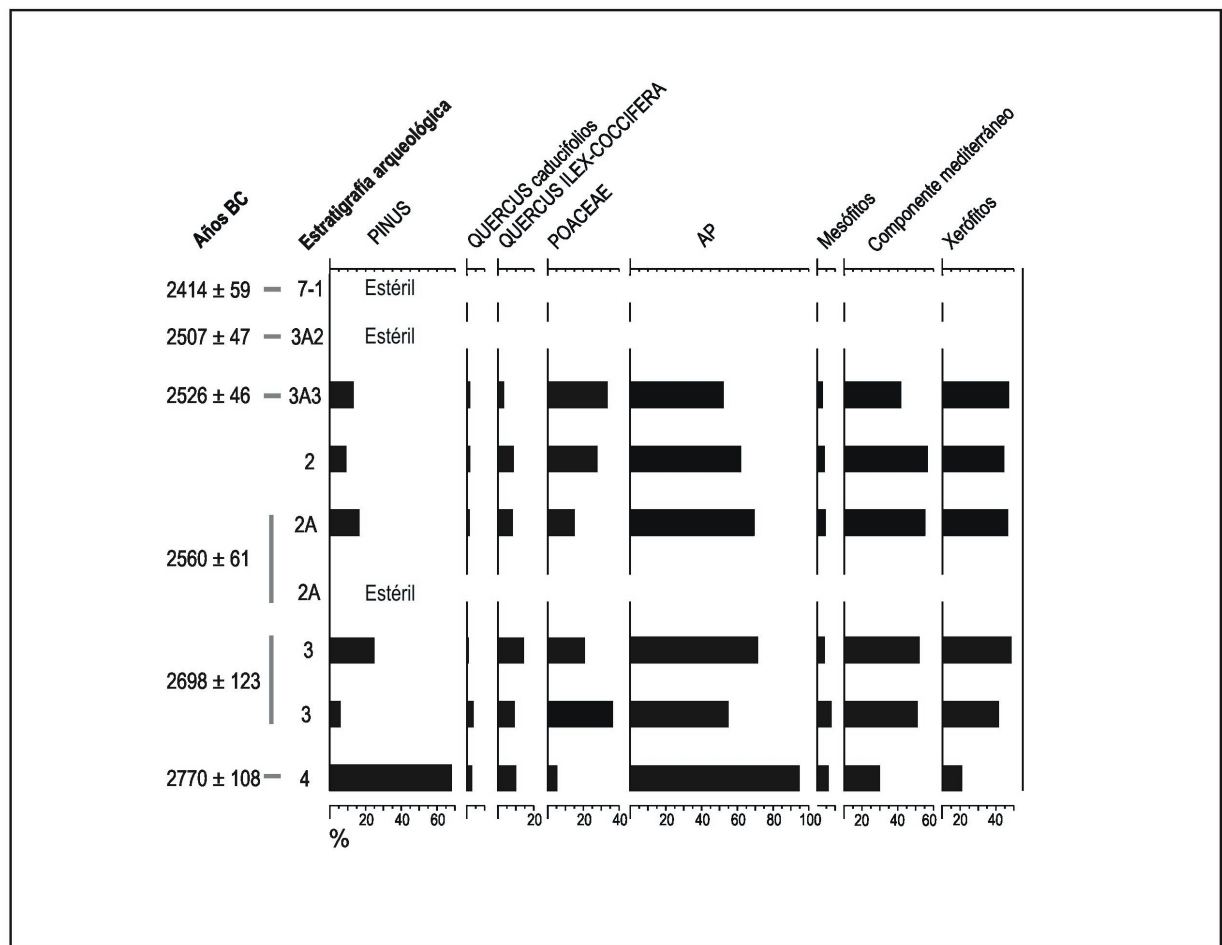 Años BC
Estratigrafía arqueológica
PINUS
QUERCUS caducifolios
QUERCUS ILEX-COCCIFERA
POACEAE
AP
Mesófitos
Componente mediterráneo
Xerófitos
2414 ± 59 7-1 Estéril
2507 ± 47 3A2 Estéril
2526 ± 46 3A3
2
2A
2560 ± 61
2A Estéril
3
2698 ± 123
3
2770 ± 108 4
20 40 60 20 20 40 20 40 60 80 100 20 40 60 20 40
%